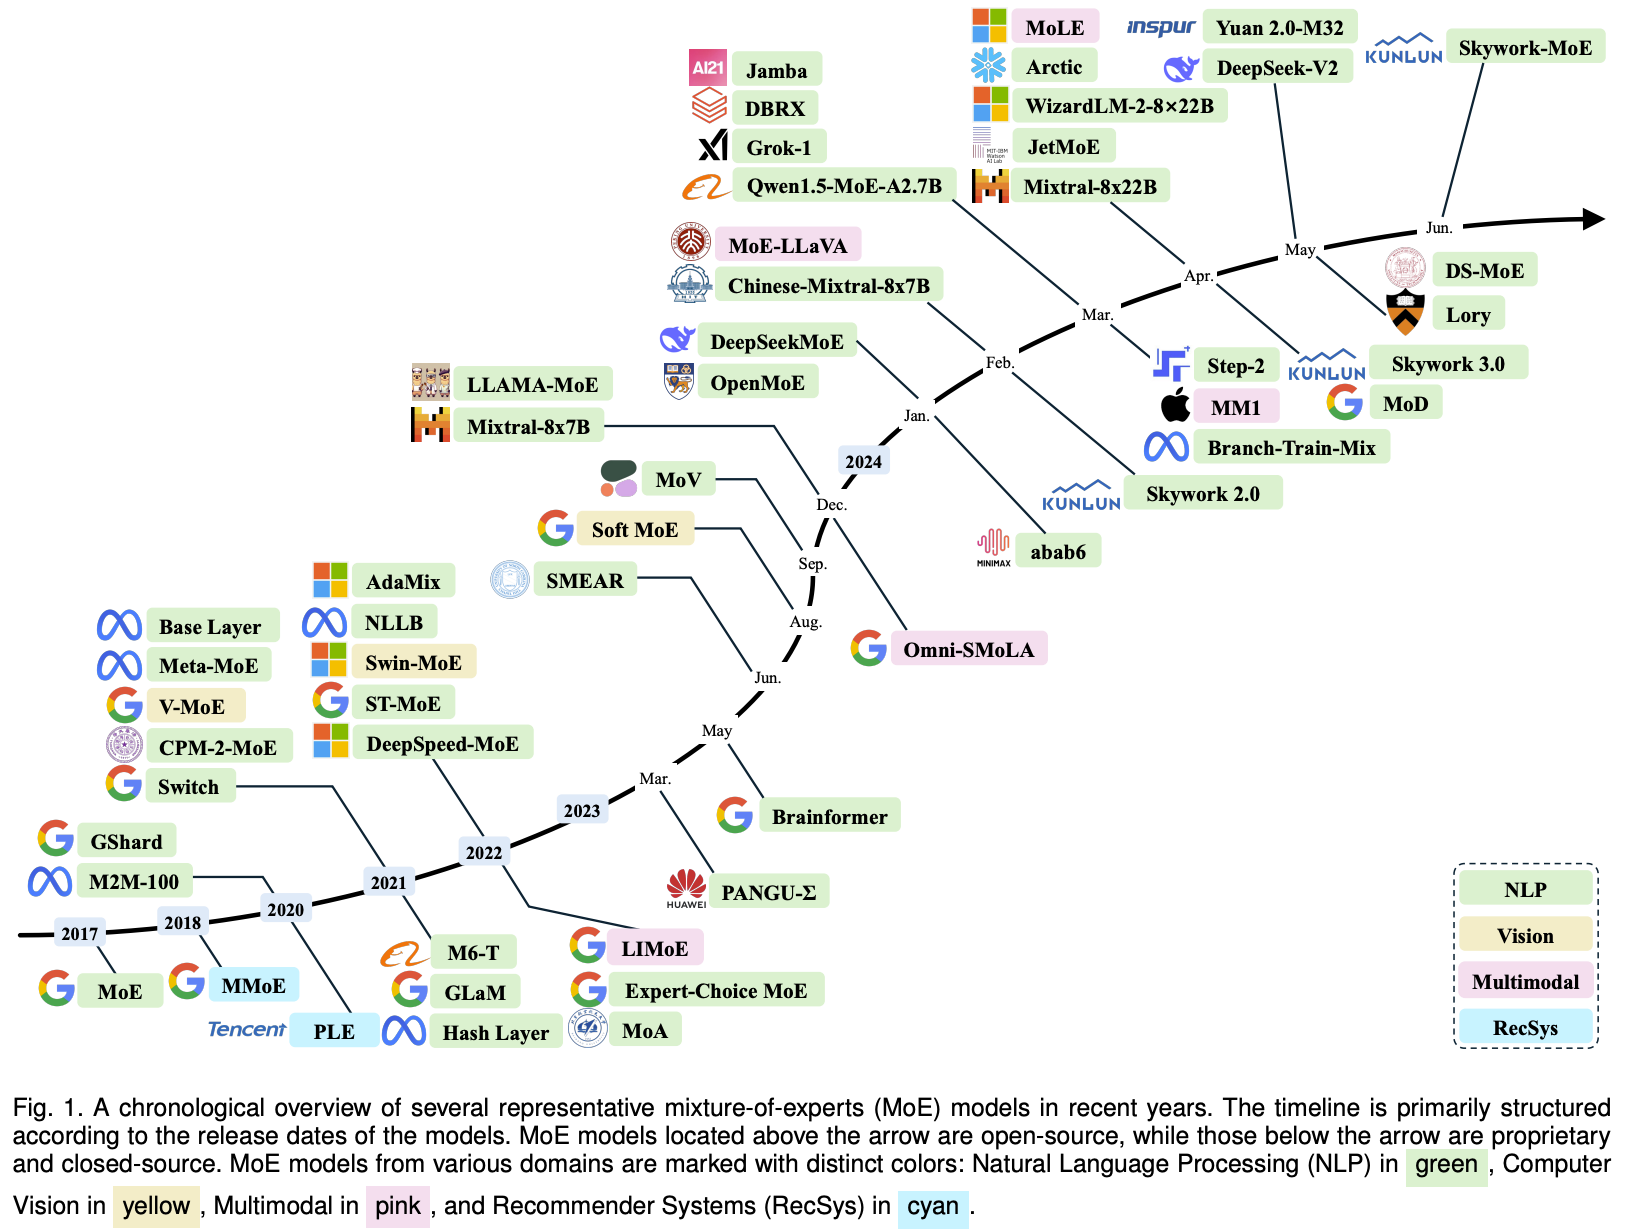 MoLE
inspur Yuan 2.0-M32
KUNLUN Skywork-MoE
AI21 Jamba
Arctic
DeepSeek-V2
DBRX
WizardLM-2-8×22B
Grok-1
MIT-IBM Watson AI Lab JetMoE
Qwen1.5-MoE-A2.7B
Mixtral-8x22B
MoE-LLaVA
Chinese-Mixtral-8x7B
Jun.
May
Apr.
DS-MoE
Mar.
Lory
DeepSeekMoE
OpenMoE
Feb.
Step-2
KUNLUN Skywork 3.0
LLAMA-MoE
Mixtral-8x7B
Jan.
MM1
MoD
Branch-Train-Mix
2024
MoV
KUNLUN Skywork 2.0
Dec.
Soft MoE
MINIMAX abab6
Sep.
SMEAR
AdaMix
Aug.
Base Layer
NLLB
Omni-SMoLA
Meta-MoE
Swin-MoE
Jun.
V-MoE
ST-MoE
CPM-2-MoE
DeepSpeed-MoE
May
Switch
Mar.
2023
Brainformer
GShard
2022
M2M-100
2021
HUAWEI PANGU-Σ
NLP
2020
2018
2017
Vision
M6-T
LIMoE
MoE
MMoE
GLaM
Expert-Choice MoE
Multimodal
Tencent PLE
Hash Layer
MoA
RecSys
Fig. 1. A chronological overview of several representative mixture-of-experts (MoE) models in recent years. The timeline is primarily structured
according to the release dates of the models. MoE models located above the arrow are open-source, while those below the arrow are proprietary
and closed-source. MoE models from various domains are marked with distinct colors: Natural Language Processing (NLP) in green , Computer
Vision in yellow , Multimodal in pink , and Recommender Systems (RecSys) in cyan .